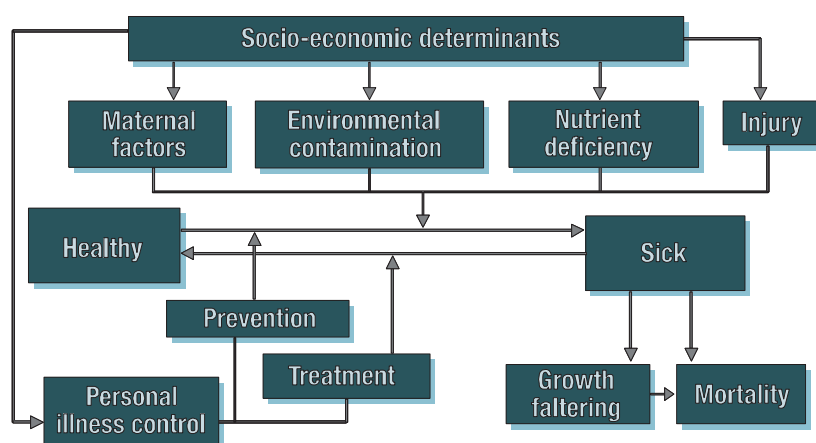 Socio-economic determinants
Maternal
factors
Environmental
contamination
Nutrient
deficiency
Injury
Healthy
Sick
Prevention
Treatment
Personal
illness control
Growth
faltering
Mortality